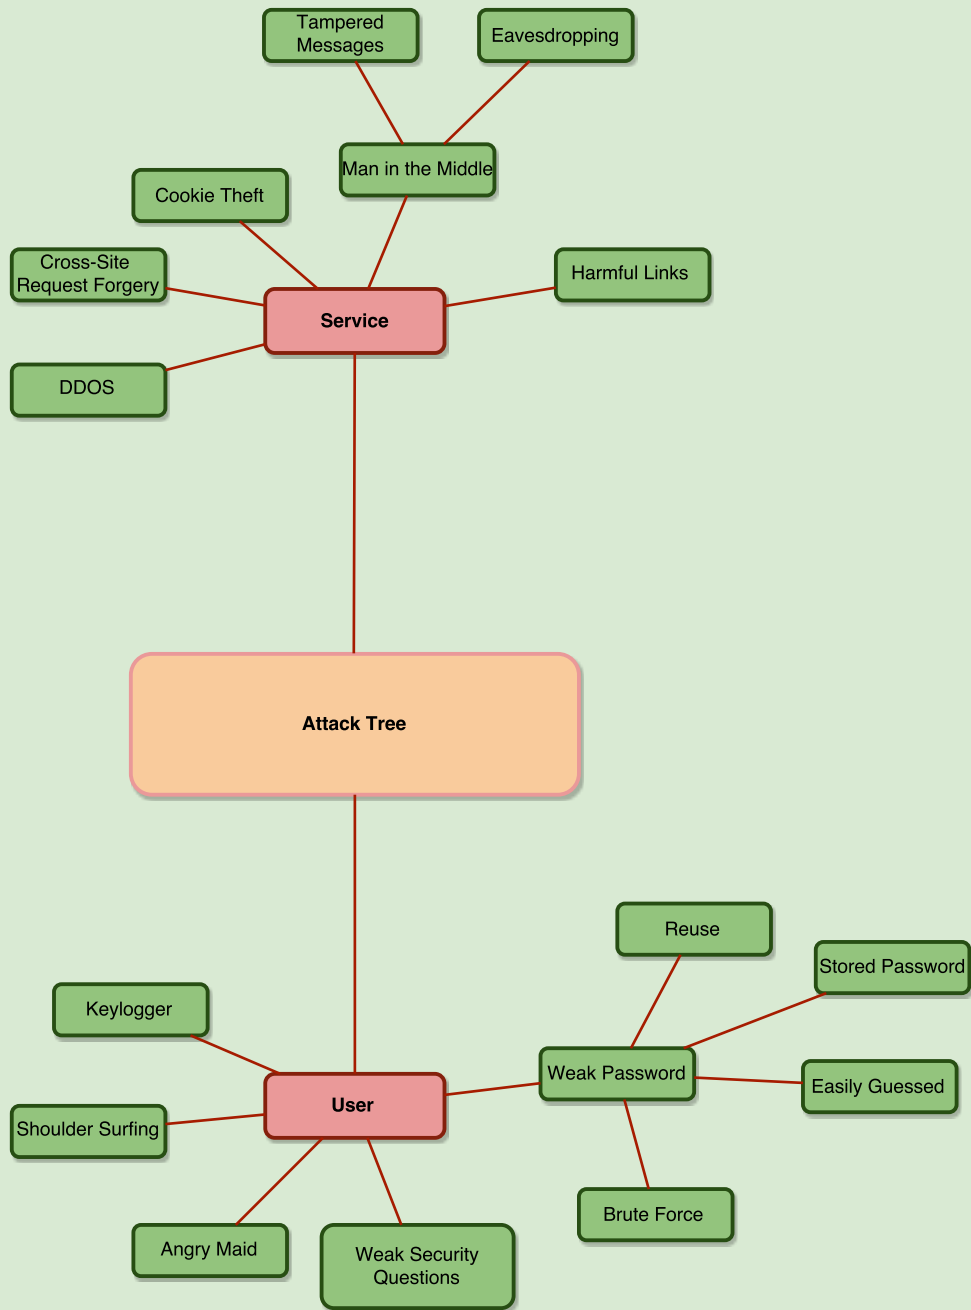 Tampered
Messages
Eavesdropping
Man in the Middle
Cookie Theft
Cross-Site
Request Forgery
Harmful Links
Service
DDOS
Attack Tree
Reuse
Stored Password
Keylogger
Weak Password
Easily Guessed
User
Shoulder Surfing
Brute Force
Angry Maid
Weak Security
Questions